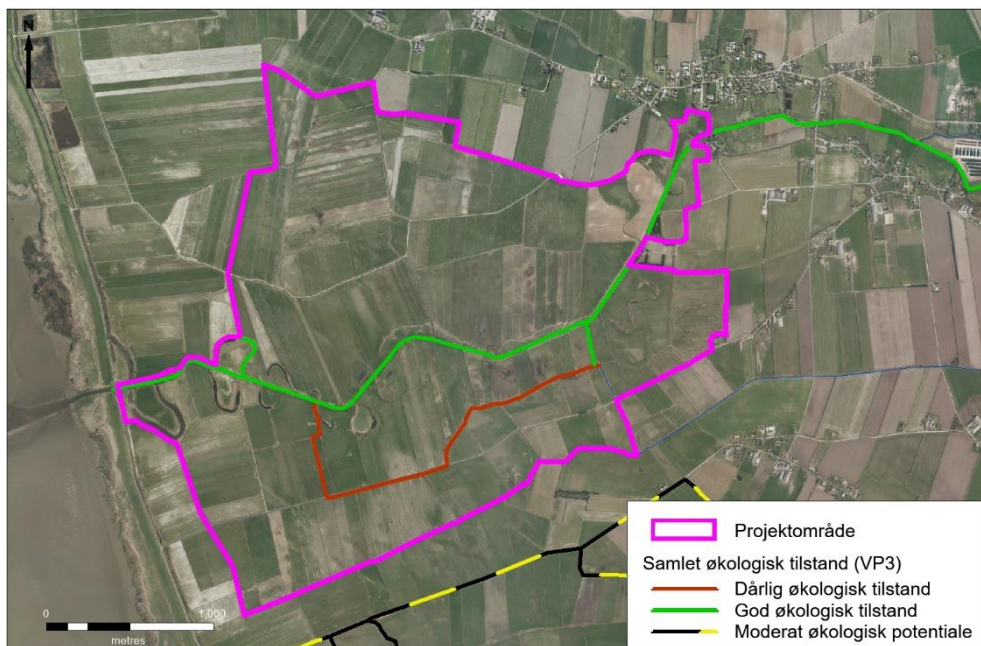 N
Projektområde
Samlet økologisk tilstand (VP3)
Dårlig økologisk tilstand
God økologisk tilstand
Moderat økologisk potentiale
0 1,000
metres